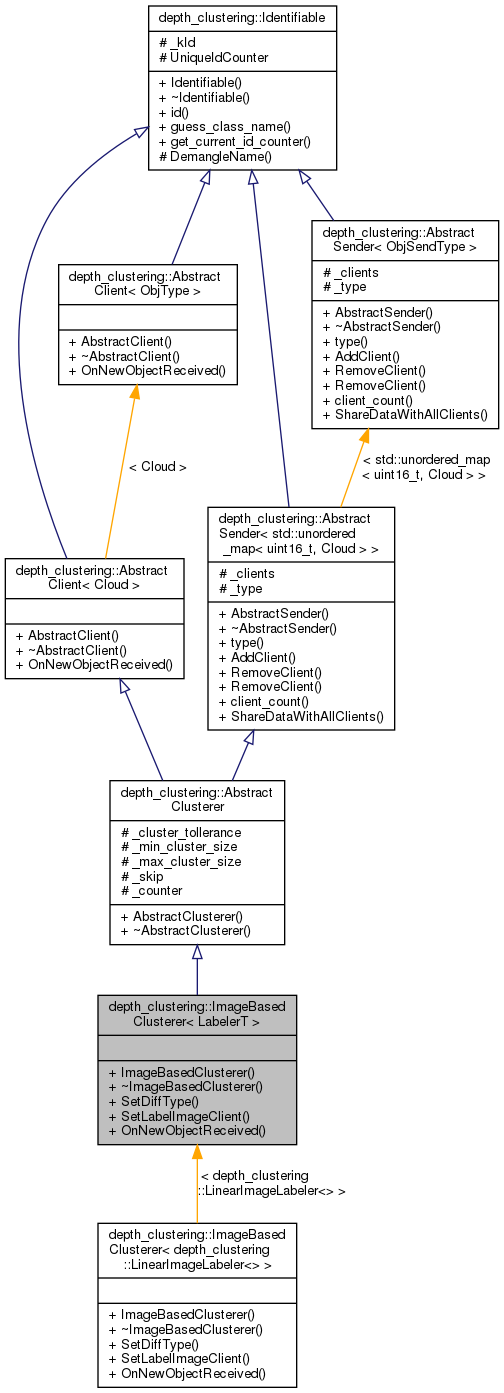 depth_clustering::Identifiable
# _kId
# UniqueIdCounter
+ Identifiable()
+ ~Identifiable()
+ id()
+ guess_class_name()
+ get_current_id_counter()
# DemangleName()
depth_clustering::Abstract
Sender< ObjSendType >
# _clients
# _type
+ AbstractSender()
+ ~AbstractSender()
+ type()
+ AddClient()
+ RemoveClient()
+ RemoveClient()
+ client_count()
+ ShareDataWithAllClients()
depth_clustering::Abstract
Client< ObjType >
+ AbstractClient()
+ ~AbstractClient()
+ OnNewObjectReceived()
< Cloud >
< std::unordered_map
< uint16_t, Cloud > >
depth_clustering::Abstract
Sender< std::unordered
_map< uint16_t, Cloud > >
# _clients
# _type
+ AbstractSender()
+ ~AbstractSender()
+ type()
+ AddClient()
+ RemoveClient()
+ RemoveClient()
+ client_count()
+ ShareDataWithAllClients()
depth_clustering::Abstract
Client< Cloud >
+ AbstractClient()
+ ~AbstractClient()
+ OnNewObjectReceived()
depth_clustering::Abstract
Clusterer
# _cluster_tollerance
# _min_cluster_size
# _max_cluster_size
# _skip
# _counter
+ AbstractClusterer()
+ ~AbstractClusterer()
depth_clustering::ImageBased
Clusterer< LabelerT >
+ ImageBasedClusterer()
+ ~ImageBasedClusterer()
+ SetDiffType()
+ SetLabelImageClient()
+ OnNewObjectReceived()
< depth_clustering
::LinearImageLabeler<> >
depth_clustering::ImageBased
Clusterer< depth_clustering
::LinearImageLabeler<> >
+ ImageBasedClusterer()
+ ~ImageBasedClusterer()
+ SetDiffType()
+ SetLabelImageClient()
+ OnNewObjectReceived()